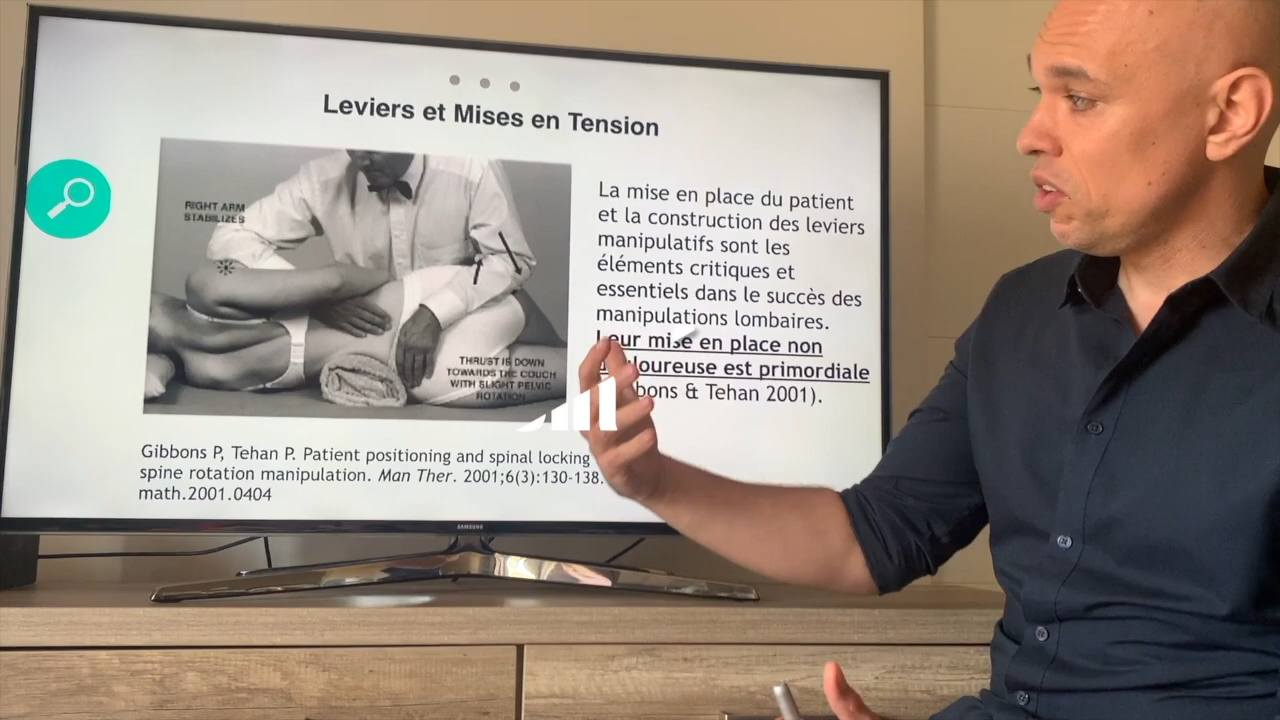 Leviers et Mises en Tension
RIGHT ARM
STABILIZES
THRUST IS DOWN
TOWARDS THE COUCH
WITH SLIGHT PELVIC
ROTATION
La mise en place du patient
et la construction des leviers
manipulatifs sont les
éléments critiques et
essentiels dans le succès des
manipulations lombaires.
Leur mise en place non
est primordiale
& Tehan 2001).
Gibbons P, Tehan P. Patient positioning and spinal locking
spine rotation manipulation. Man Ther. 2001;6(3):130-138.
math.2001.0404
SAMSUNG